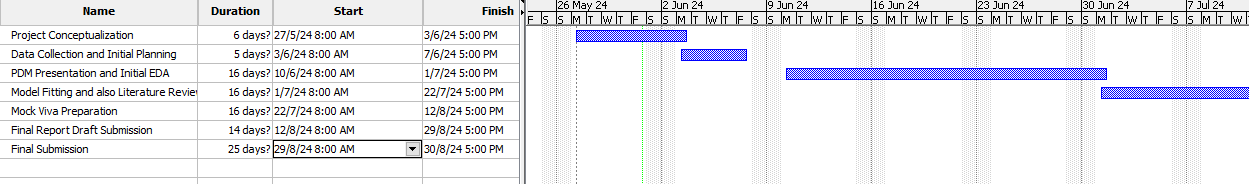 Name Duration Start Finish
Project Conceptualization 6 days? 27/5/24 8:00 AM 3/6/24 5:00 PM
Data Collection and Initial Planning 5 days? 3/6/24 8:00 AM 7/6/24 5:00 PM
PDM Presentation and Initial EDA 16 days? 10/6/24 8:00 AM 1/7/24 5:00 PM
Model Fitting and also Literature Revie 16 days? 1/7/24 8:00 AM 22/7/24 5:00 PM
Mock Viva Preparation 16 days? 22/7/24 8:00 AM 12/8/24 5:00 PM
Final Report Draft Submission 14 days? 12/8/24 8:00 AM 29/8/24 5:00 PM
Final Submission 25 days? 29/8/24 8:00 AM 30/8/24 5:00 PM
26 May 24 2 Jun 24 9 Jun 24 16 Jun 24 23 Jun 24 30 Jun 24 7 Jul 24
F S S M T W T F S S M T W T F S S M T W T F S S M T W T F S S M T W T F S S M T W T F S S M T W